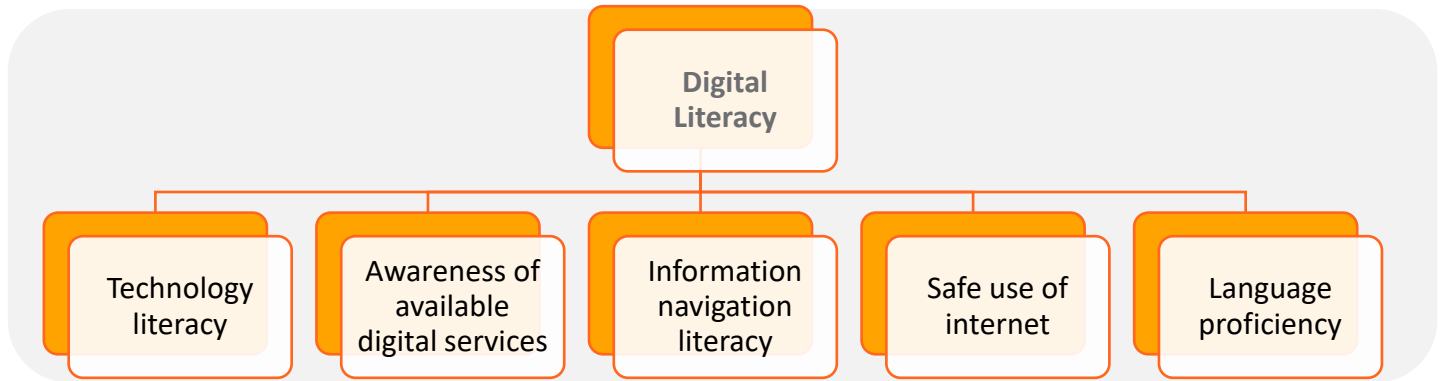 Digital
Literacy
Technology
literacy
Awareness of
available
digital services
Information
navigation
literacy
Safe use of
internet
Language
proficiency